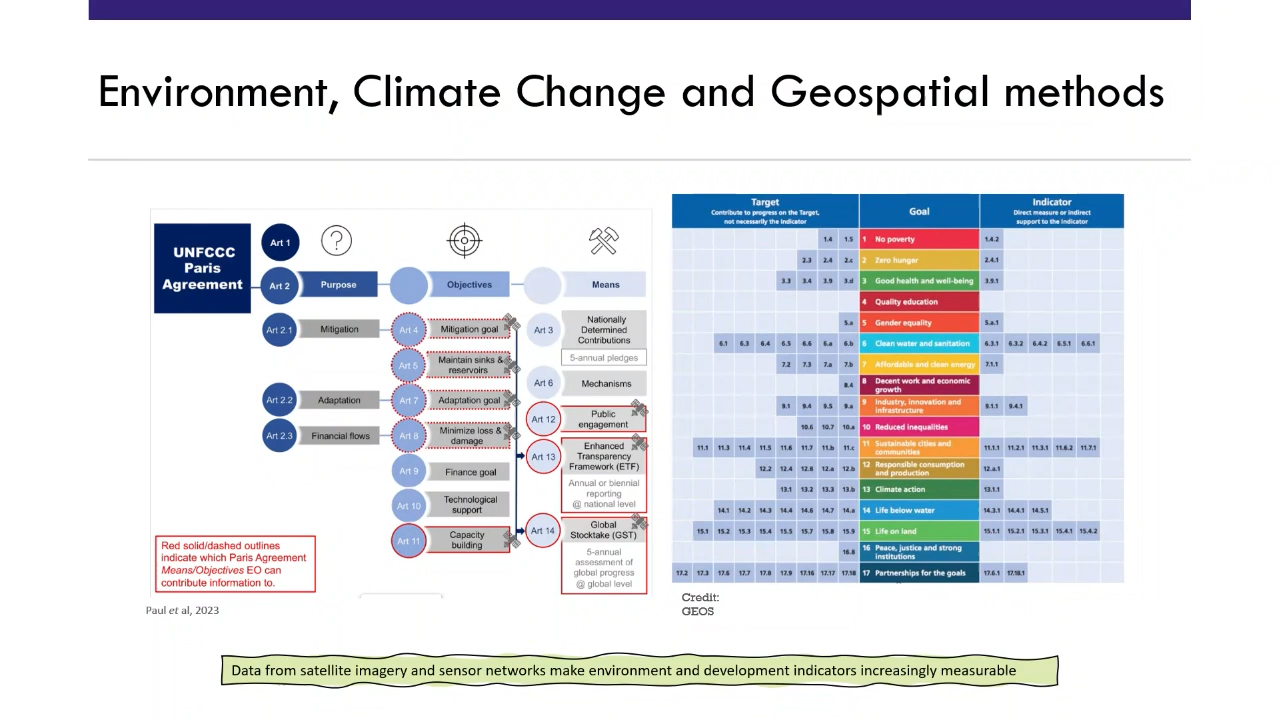 Environment, Climate Change and Geospatial methods
UNFCCC
Paris
Agreement
Art 1
Art 2
Purpose
Objectives
Means
Art 2.1
Mitigation
Art 4
Mitigation goal
Art 3
Nationally
Determined
Contributions
5-annual pledges
Art 5
Maintain sinks &
reservoirs
Art 6
Mechanisms
Art 2.2
Adaptation
Art 7
Adaptation goal
Art 12
Public
engagement
Art 2.3
Financial flows
Art 8
Minimize loss &
damage
Art 13
Enhanced
Transparency
Framework (ETF)
Annual or biennial
reporting
@ national level
Art 9
Finance goal
Art 10
Technological
support
Art 11
Capacity
building
Art 14
Global
Stocktake (GST)
5-annual
assessment of
global progress
@ global level
Red solid/dashed outlines
indicate which Paris Agreement
Means/Objectives EO can
contribute information to.
Paul et al, 2023
Target
Contribute to progress on the Target,
not necessarily the Indicator
Goal
Indicator
Direct measure or indirect
support to the Indicator
1.4 1.5 1 No poverty 1.4.2
2.3 2.4 2.c 2 Zero hunger 2.4.1
3.3 3.4 3.9 3.d 3 Good health and well-being 3.9.1
4 Quality education
5.a 5 Gender equality 5.a.1
6.1 6.3 6.4 6.5 6.6 6.a 6.b 6 Clean water and sanitation 6.3.1 6.3.2 6.4.2 6.5.1 6.6.1
7.2 7.3 7.a 7.b 7 Affordable and clean energy 7.1.1
8.4 8 Decent work and economic
growth
9.1 9.4 9.5 9.a 9 Industry, innovation and
infrastructure 9.1.1 9.4.1
10.6 10.7 10.a 10 Reduced inequalities
11.1 11.3 11.4 11.5 11.6 11.7 11.b 11.c 11 Sustainable cities and
communities 11.1.1 11.2.1 11.3.1 11.6.2 11.7.1
12.2 12.4 12.8 12.a 12.b 12 Responsible consumption
and production 12.a.1
13.1 13.2 13.3 13.b 13 Climate action 13.1.1
14.1 14.2 14.3 14.4 14.6 14.7 14.a 14 Life below water 14.3.1 14.4.1 14.5.1
15.1 15.2 15.3 15.4 15.5 15.7 15.8 15.9 15 Life on land 15.1.1 15.2.1 15.3.1 15.4.1 15.4.2
16.8 16 Peace, justice and strong
institutions
17.2 17.3 17.6 17.7 17.8 17.9 17.16 17.17 17.18 17 Partnerships for the goals 17.6.1 17.18.1
Credit:
GEOS
Data from satellite imagery and sensor networks make environment and development indicators increasingly measurable